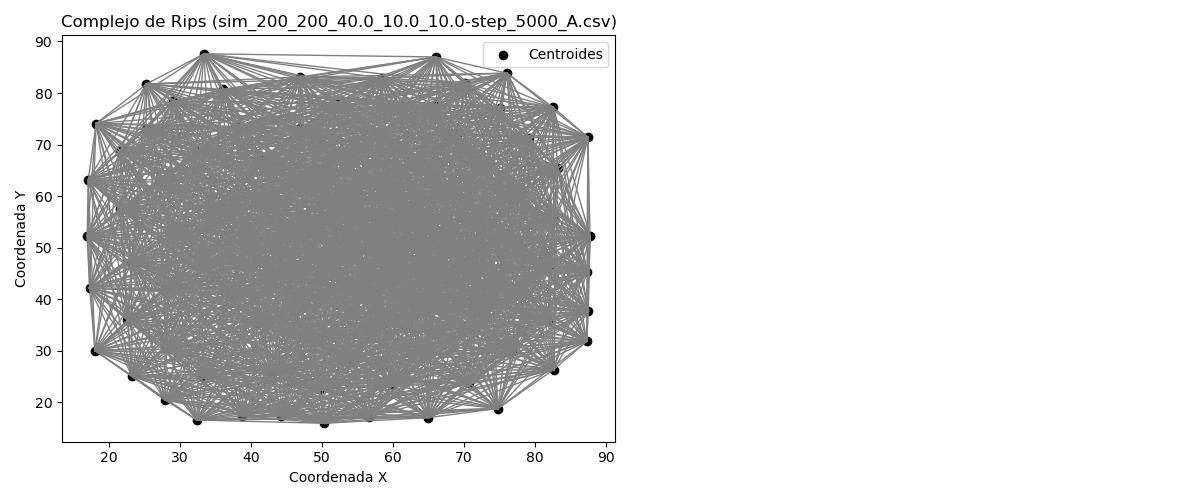 Complejo de Rips (sim_200_200_40.0_10.0_10.0-step_5000_A.csv)
Centroides
90
80
70
60
50
40
30
20
Coordenada Y
20 30 40 50 60 70 80 90
Coordenada X